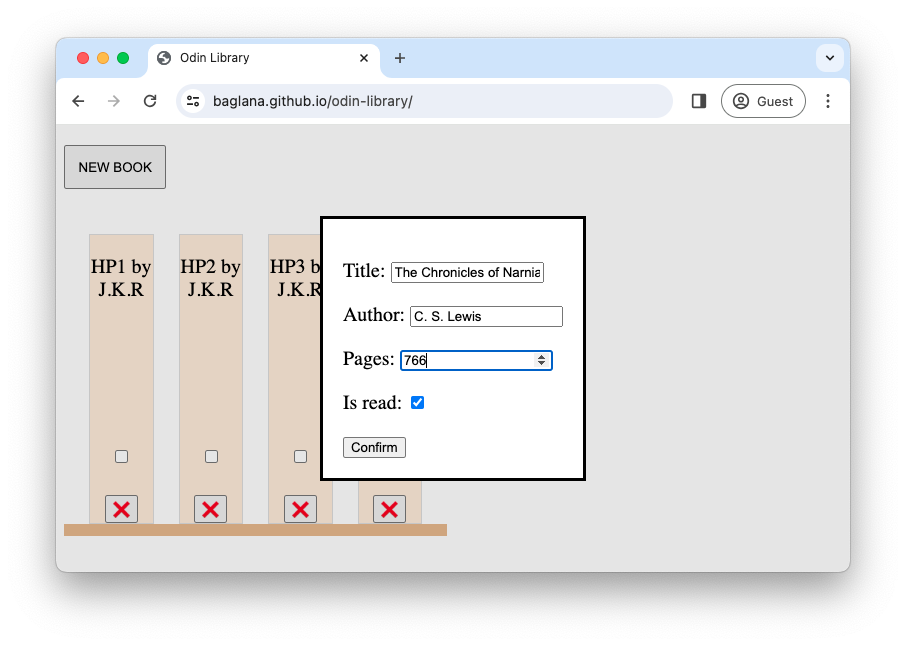 Odin Library
baglana.github.io/odin-library/
Guest
NEW BOOK
HP1 by
J.K.R
HP2 by
J.K.R
HP3 b
J.K.R
Title: The Chronicles of Narnia
Author: C. S. Lewis
Pages: 766
Is read:
Confirm